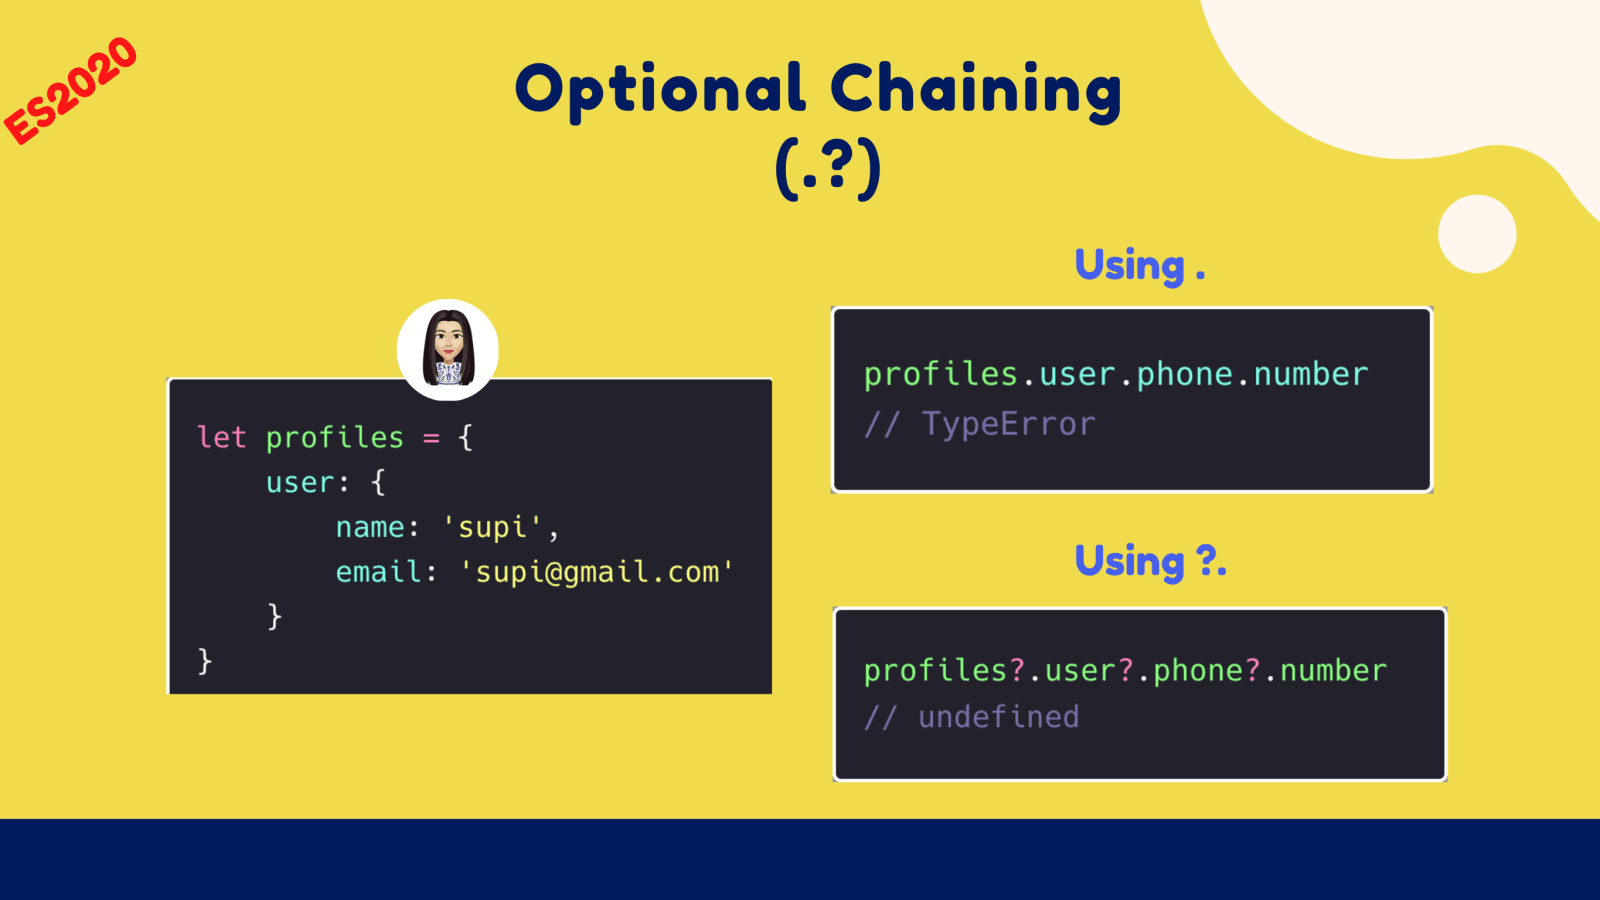 ES2020
Optional Chaining
(.?)
let profiles = {
user: {
name: 'supi',
email: 'supi@gmail.com'
}
}
Using .
profiles.user.phone.number
// TypeError
Using ?.
profiles?.user?.phone?.number
// undefined